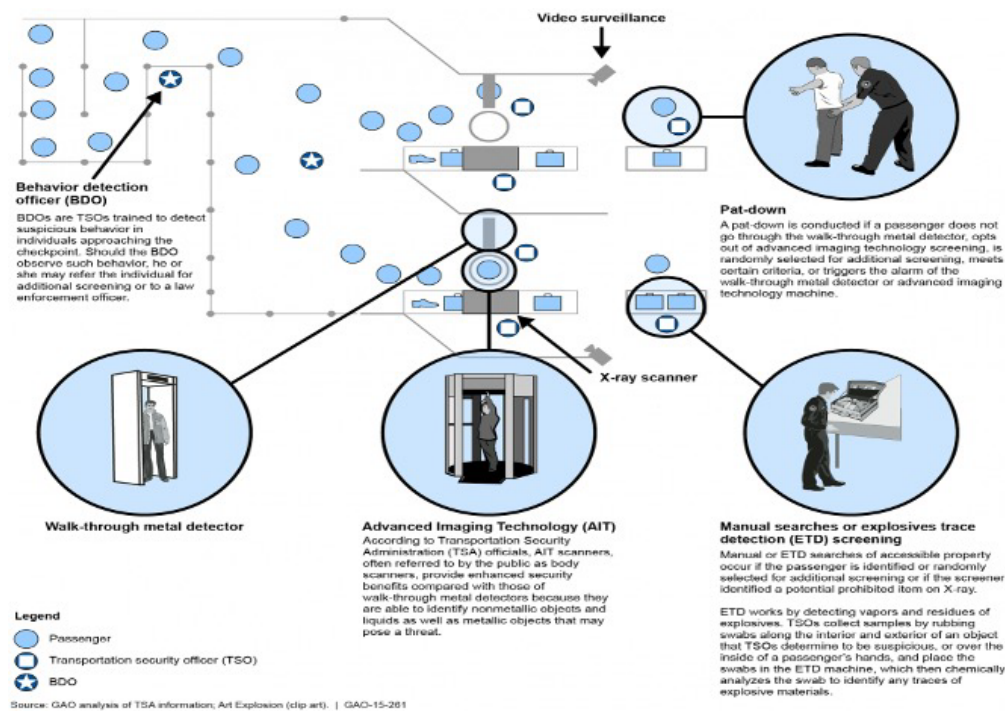 Video surveillance
Behavior detection
officer (BDO)
BDOs are TSOs trained to detect
suspicious behavior in
individuals approaching the
checkpoint. Should the BDO
observe such behavior, he or
she may refer the individual for
additional screening or to a law
enforcement officer.
Pat-down
A pat-down is conducted if a passenger does not
go through the walk-through metal detector, opts
out of advanced imaging technology screening, is
randomly selected for additional screening, meets
certain criteria, or triggers the alarm of the
walk-through metal detector or advanced imaging
technology machine.
X-ray scanner
Walk-through metal detector
Advanced Imaging Technology (AIT)
According to Transportation Security
Administration (TSA) officials, AIT scanners,
often referred to by the public as body
scanners, provide enhanced security
benefits compared with those of
walk-through metal detectors because they
are able to identify nonmetallic objects and
liquids as well as metallic objects that may
pose a threat.
Manual searches or explosives trace
detection (ETD) screening
Manual or ETD searches of accessible property
occur if the passenger is identified or randomly
selected for additional screening or if the screener
identified a potential prohibited item on X-ray.
ETD works by detecting vapors and residues of
explosives. TSOs collect samples by rubbing
swabs along the interior and exterior of an object
that TSOs determine to be suspicious, or over the
inside of a passenger's hands, and place the
swabs in the ETD machine, which then chemically
analyzes the swab to identify any traces of
explosive materials.
Legend
Passenger
Transportation security officer (TSO)
BDO
Source: GAO analysis of TSA information; Art Explosion (clip art). | GAO-15-261